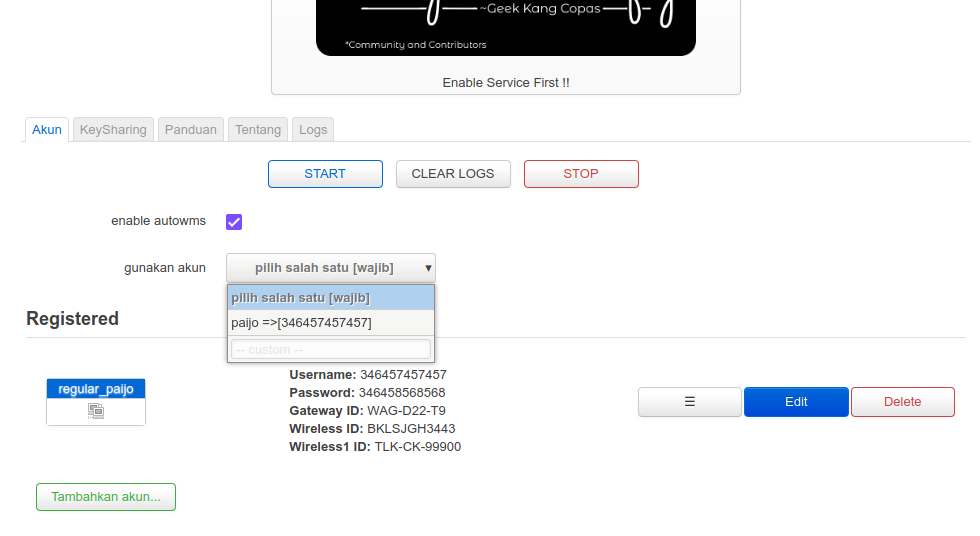 ~Geek Kang Copas
*Community and Contributors
Enable Service First !!
Akun KeySharing Panduan Tentang Logs
START CLEAR LOGS STOP
enable autowms
gunakan akun pilih salah satu [wajib]
pilih salah satu [wajib]
paijo =>[346457457457]
-- custom --
Registered
regular_paijo
Username: 346457457457
Password: 346458568568
Gateway ID: WAG-D22-T9
Wireless ID: BKLSJGH3443
Wireless1 ID: TLK-CK-99900
☰ Edit Delete
Tambahkan akun...